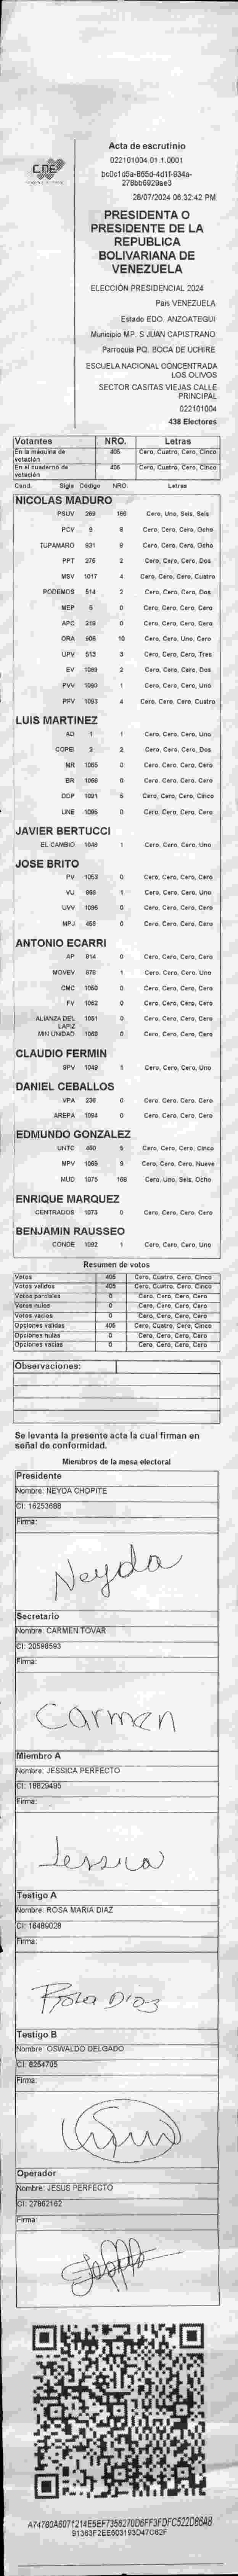 CNE
Acta de escrutinio
022101004.01.1.0001
bc0c1d5a-865d-4d1f-934a-
278bb6929ae3
28/07/2024 06:32:42 PM
PRESIDENTA O
PRESIDENTE DE LA
REPUBLICA
BOLIVARIANA DE
VENEZUELA
ELECCIÓN PRESIDENCIAL 2024
Pais VENEZUELA
Estado EDO. ANZOATEGUI
Municipio MP. S JUAN CAPISTRANO
Parroquia PQ. BOCA DE UCHIRE
ESCUELA NACIONAL CONCENTRADA
LOS OLIVOS
SECTOR CASITAS VIEJAS CALLE
PRINCIPAL
022101004
438 Electores
Votantes NRO. Letras
En la máquina de votación 405 Cero, Cuatro, Cero, Cinco
En el cuaderno de votación 405 Cero, Cuatro, Cero, Cinco
Cand. Sigla Código NRO. Letras
NICOLAS MADURO
PSUV 269 166 Cero, Uno, Seis, Seis
PCV 9 8 Cero, Cero, Cero, Ocho
TUPAMARO 931 8 Cero, Cero, Cero, Ocho
PPT 276 2 Cero, Cero, Cero, Dos
MSV 1017 4 Cero, Cero, Cero, Cuatro
PODEMOS 514 2 Cero, Cero, Cero, Dos
MEP 6 0 Cero, Cero, Cero, Cero
APC 219 0 Cero, Cero, Cero, Cero
ORA 906 10 Cero, Cero, Uno, Cero
UPV 513 3 Cero, Cero, Cero, Tres
EV 1089 2 Cero, Cero, Cero, Dos
PVV 1090 1 Cero, Cero, Cero, Uno
PFV 1093 4 Cero, Cero, Cero, Cuatro
LUIS MARTINEZ
AD 1 1 Cero, Cero, Cero, Uno
COPEI 2 2 Cero, Cero, Cero, Dos
MR 1065 0 Cero, Cero, Cero, Cero
BR 1066 0 Cero, Cero, Cero, Cero
DDP 1091 5 Cero, Cero, Cero, Cinco
UNE 1095 0 Cero, Cero, Cero, Cero
JAVIER BERTUCCI
EL CAMBIO 1048 1 Cero, Cero, Cero, Uno
JOSE BRITO
PV 1053 0 Cero, Cero, Cero, Cero
VU 959 1 Cero, Cero, Cero, Uno
UVV 1096 0 Cero, Cero, Cero, Cero
MPJ 458 0 Cero, Cero, Cero, Cero
ANTONIO ECARRI
AP 914 0 Cero, Cero, Cero, Cero
MOVEV 979 1 Cero, Cero, Cero, Uno
CMC 1050 0 Cero, Cero, Cero, Cero
FV 1062 0 Cero, Cero, Cero, Cero
ALIANZA DEL LAPIZ 1051 0 Cero, Cero, Cero, Cero
MIN UNIDAD 1068 0 Cero, Cero, Cero, Cero
CLAUDIO FERMIN
SPV 1049 1 Cero, Cero, Cero, Uno
DANIEL CEBALLOS
VPA 236 0 Cero, Cero, Cero, Cero
AREPA 1094 0 Cero, Cero, Cero, Cero
EDMUNDO GONZALEZ
UNTC 460 5 Cero, Cero, Cero, Cinco
MPV 1069 9 Cero, Cero, Cero, Nueve
MUD 1075 168 Cero, Uno, Seis, Ocho
ENRIQUE MARQUEZ
CENTRADOS 1073 0 Cero, Cero, Cero, Cero
BENJAMIN RAUSSEO
CONDE 1092 1 Cero, Cero, Cero, Uno
Resumen de votos
Votos 405 Cero, Cuatro, Cero, Cinco
Votos validos 405 Cero, Cuatro, Cero, Cinco
Votos parciales 0 Cero, Cero, Cero, Cero
Votos nulos 0 Cero, Cero, Cero, Cero
Votos vacios 0 Cero, Cero, Cero, Cero
Opciones validas 405 Cero, Cuatro, Cero, Cinco
Opciones nulas 0 Cero, Cero, Cero, Cero
Opciones vacias 0 Cero, Cero, Cero, Cero
Observaciones:
Se levanta la presente acta la cual firman en
señal de conformidad.
Miembros de la mesa electoral
Presidente
Nombre: NEYDA CHOPITE
CI: 16253688
Firma:
Neyda
Secretario
Nombre: CARMEN TOVAR
CI: 20598593
Firma:
Carmen
Miembro A
Nombre: JESSICA PERFECTO
CI: 18829495
Firma:
Jessica
Testigo A
Nombre: ROSA MARIA DIAZ
CI: 16489028
Firma:
Rosa Diaz
Testigo B
Nombre: OSWALDO DELGADO
CI: 8254705
Firma:
Operador
Nombre: JESUS PERFECTO
CI: 27862162
Firma:
A74780A6071214E5EF7358270D6FF3FDFC522D86AB
91363F2EE603193D47C62F